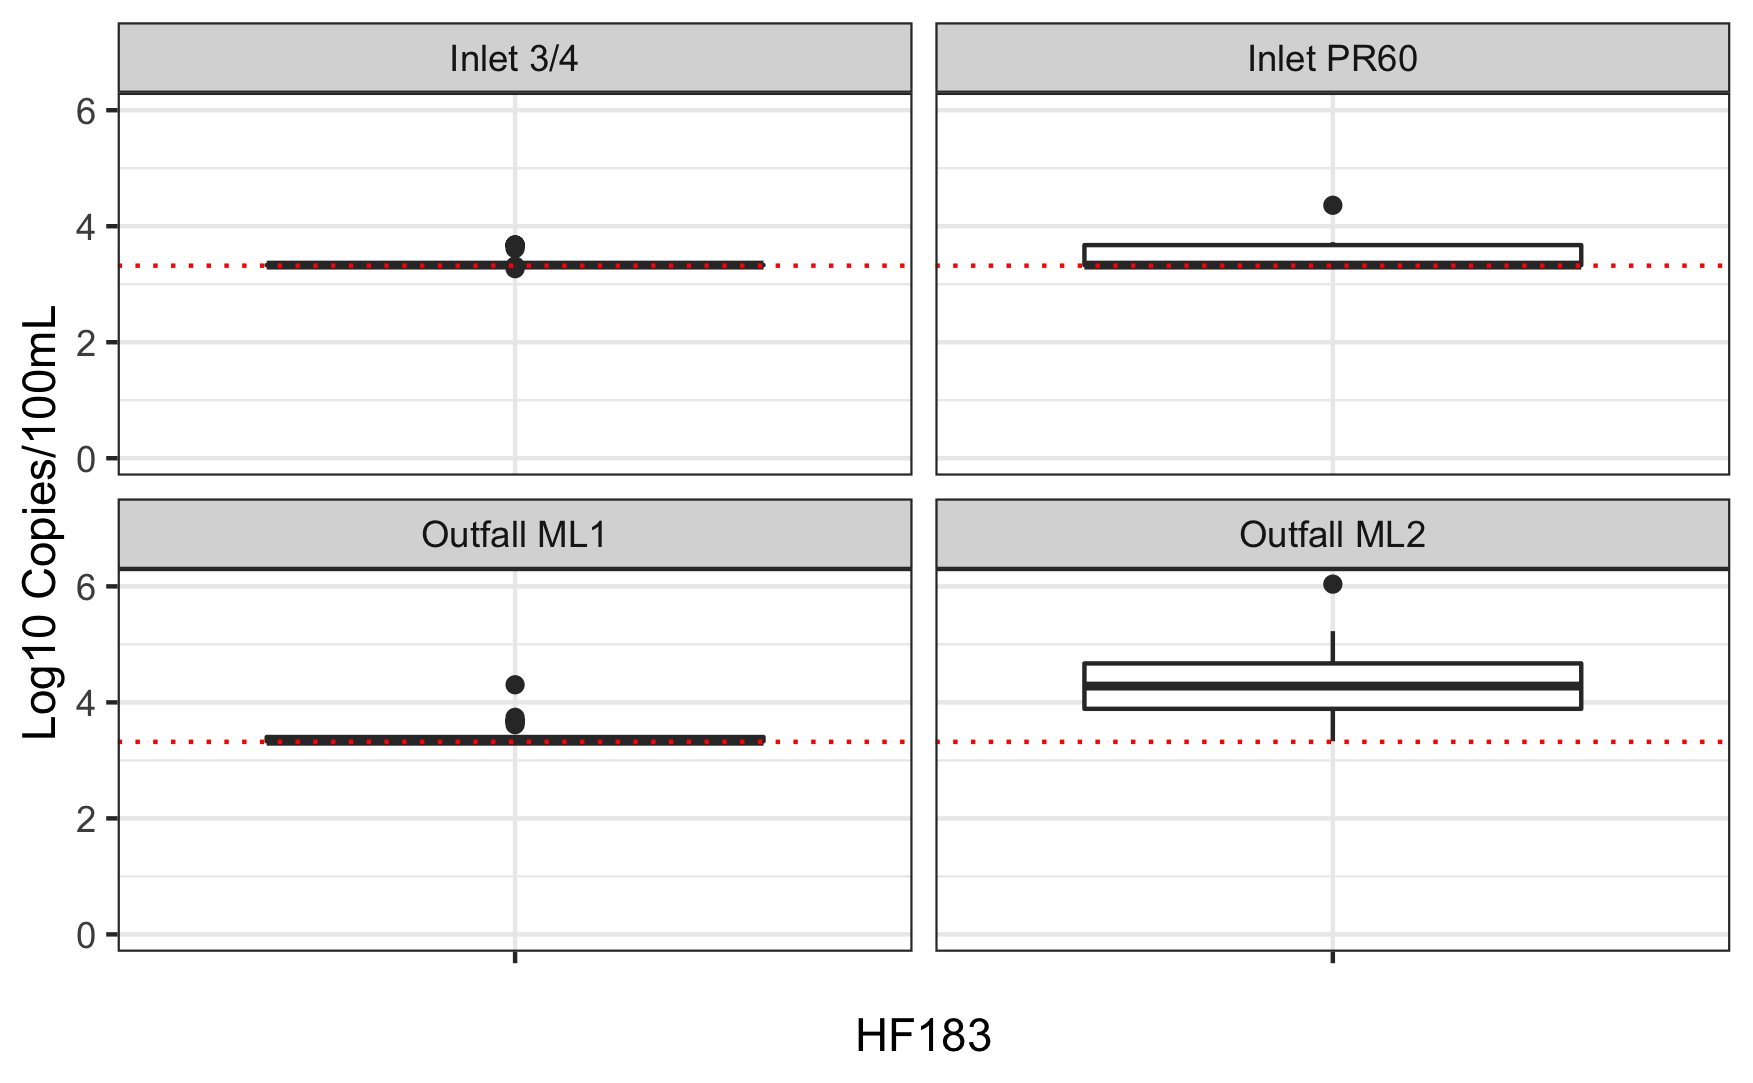 Inlet 3/4
Inlet PR60
6
4
2
0
Log10 Copies/100mL
Outfall ML1
Outfall ML2
6
4
2
0
HF183